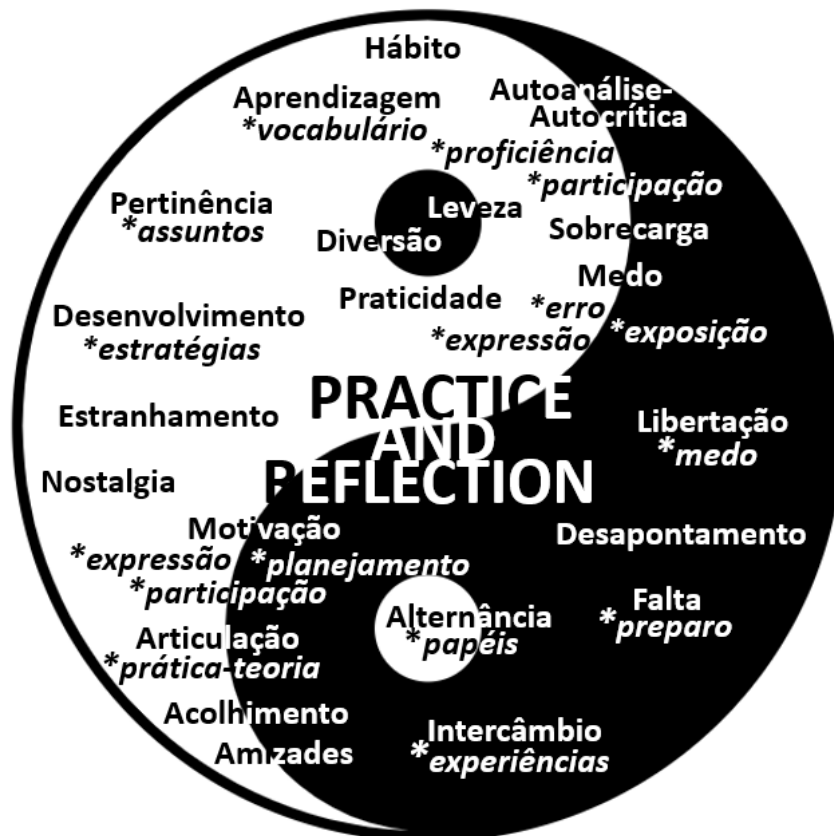 Hábito
Aprendizagem
*vocabulário
Autoanálise-
Autocrítica
*proficiência
*participação
Pertinência
*assuntos
Leveza
Diversão
Sobrecarga
Medo
*erro
*expressão
*exposição
Praticidade
Desenvolvimento
*estratégias
PRACTICE
AND
REFLECTION
Estranhamento
Libertação
*medo
Nostalgia
Motivação
*expressão
*planejamento
*participação
Desapontamento
Alternância
*papéis
Falta
*preparo
Articulação
*prática-teoria
Acolhimento
Amizades
Intercâmbio
*experiências